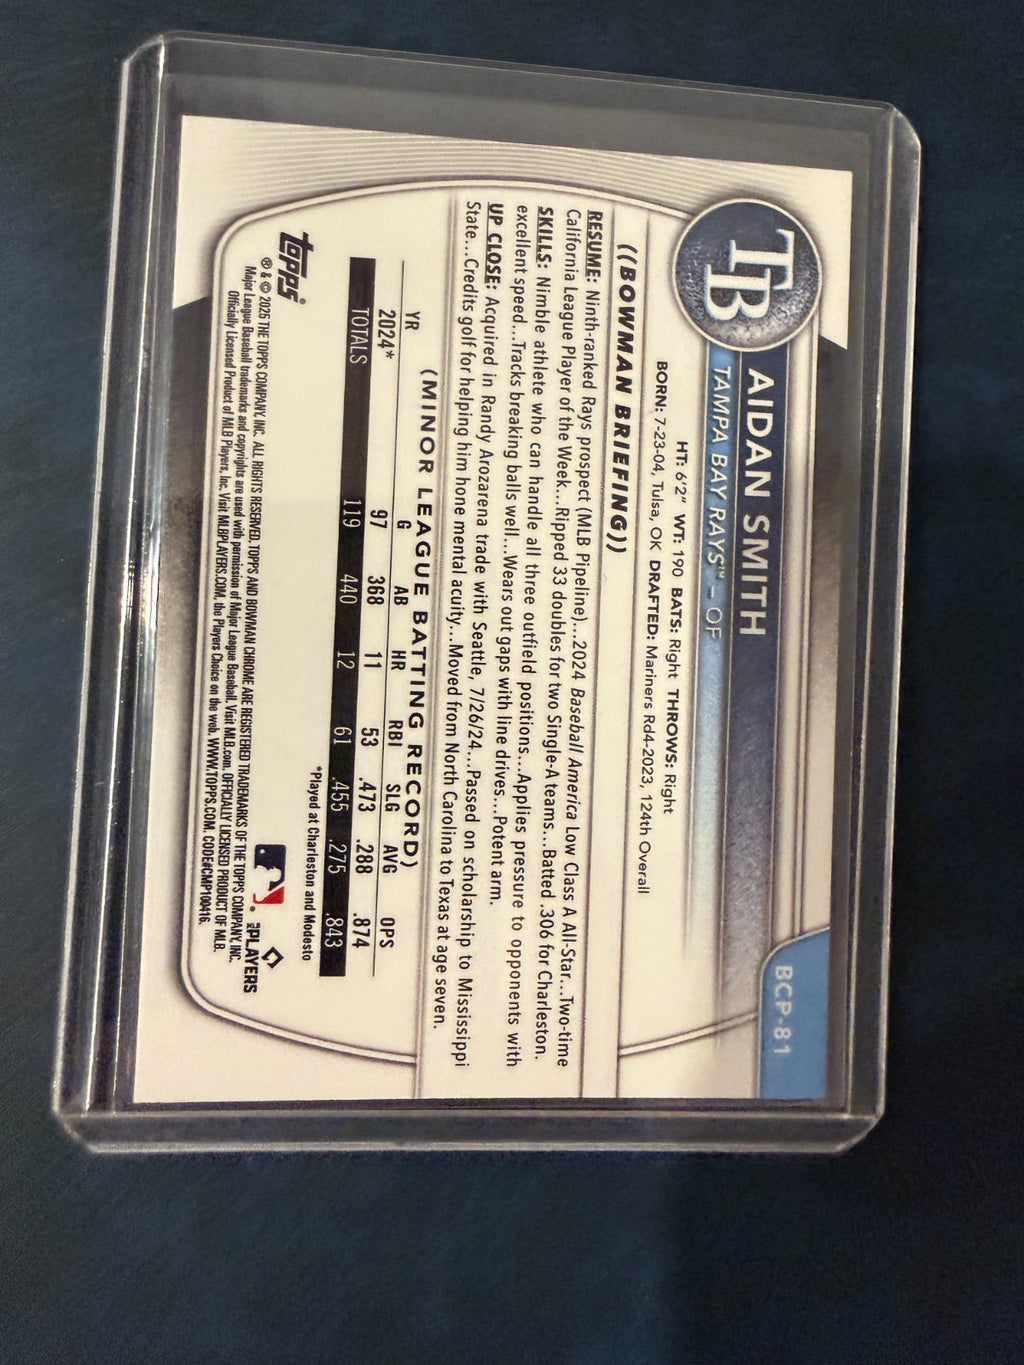 BCP-81
TB
AIDAN SMITH
TAMPA BAY RAYS™ – OF
HT: 6'2" WT: 190 BATS: Right THROWS: Right
BORN: 7-23-04, Tulsa, OK DRAFTED: Mariners Rd4-2023, 124th Overall
((BOWMAN BRIEFING))
RESUME: Ninth-ranked Rays prospect (MLB Pipeline)...2024 Baseball America Low Class A All-Star...Two-time
California League Player of the Week...Ripped 33 doubles for two Single-A teams...Batted .306 for Charleston.
SKILLS: Nimble athlete who can handle all three outfield positions...Applies pressure to opponents with
excellent speed...Tracks breaking balls well...Wears out gaps with line drives...Potent arm.
UP CLOSE: Acquired in Randy Arozarena trade with Seattle, 7/26/24...Passed on scholarship to Mississippi
State...Credits golf for helping him hone mental acuity...Moved from North Carolina to Texas at age seven.
(MINOR LEAGUE BATTING RECORD)
YR G AB HR RBI SLG AVG OPS
2024* 97 368 11 53 .473 .288 .874
TOTALS 119 440 12 61 .455 .275 .843
*Played at Charleston and Modesto
topps
MLB PLAYERS
® & © 2026 THE TOPPS COMPANY, INC. ALL RIGHTS RESERVED. TOPPS AND BOWMAN CHROME ARE REGISTERED TRADEMARKS OF THE TOPPS COMPANY, INC.
Major League Baseball trademarks and copyrights are used with permission of Major League Baseball. Visit MLB.com. OFFICIALLY LICENSED PRODUCT OF MLB
Officially Licensed Product of MLB Players, Inc. Visit MLBPLAYERS.COM, the Players Choice on the web. WWW.TOPPS.COM. CODE#CMP100416.